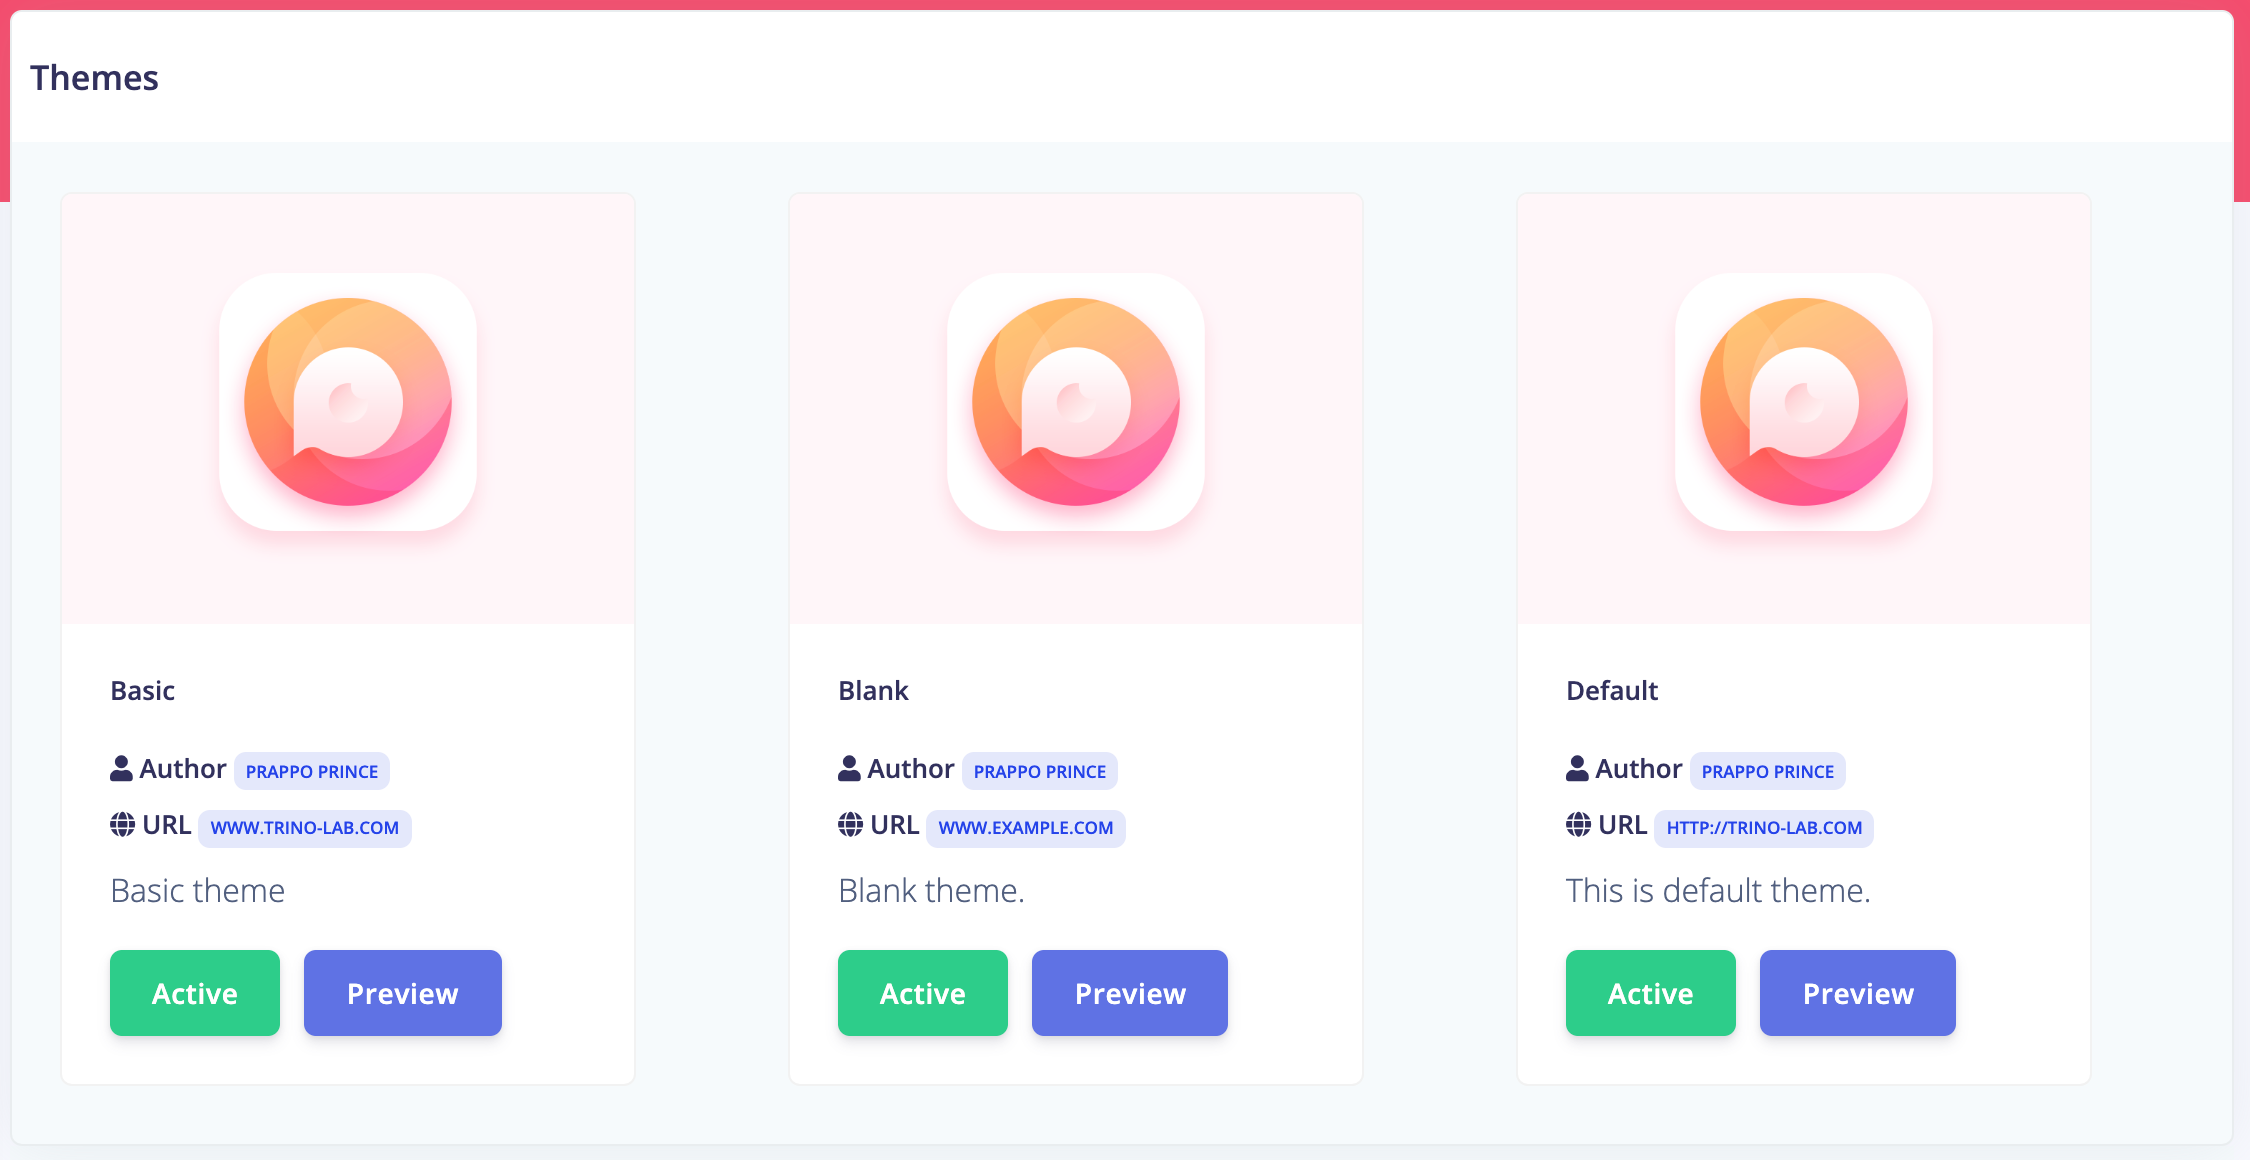 Themes
Basic
Author PRAPPO PRINCE
URL WWW.TRINO-LAB.COM
Basic theme
Active Preview
Blank
Author PRAPPO PRINCE
URL WWW.EXAMPLE.COM
Blank theme.
Active Preview
Default
Author PRAPPO PRINCE
URL HTTP://TRINO-LAB.COM
This is default theme.
Active Preview